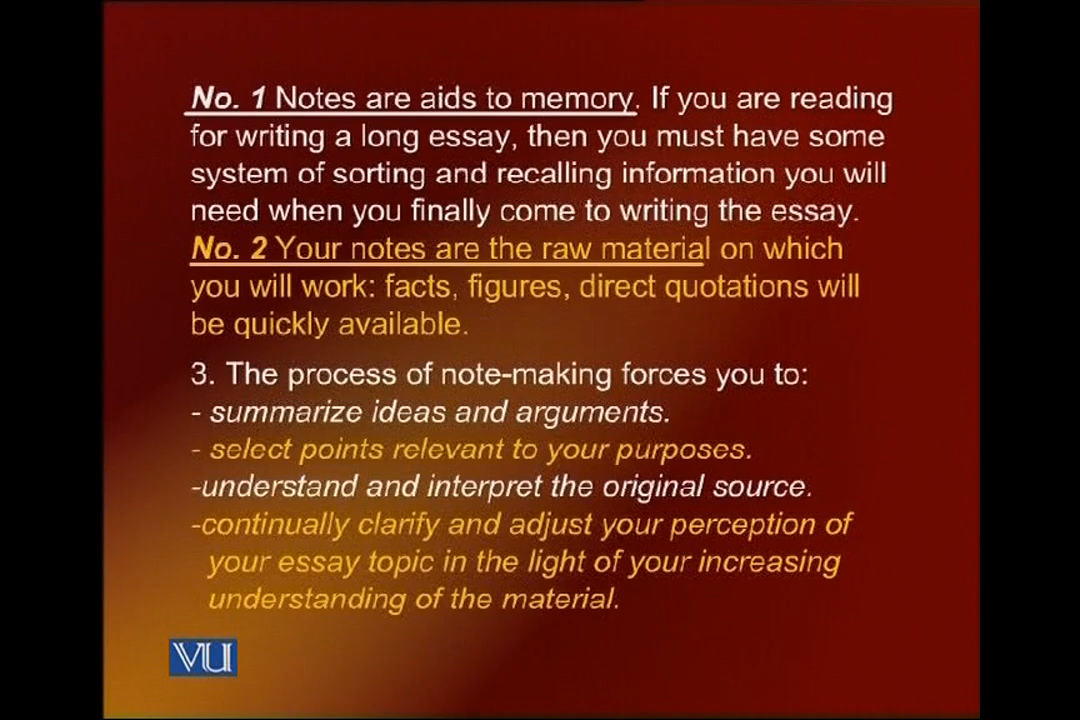 No. 1 Notes are aids to memory. If you are reading
for writing a long essay, then you must have some
system of sorting and recalling information you will
need when you finally come to writing the essay.
No. 2 Your notes are the raw material on which
you will work: facts, figures, direct quotations will
be quickly available.
3. The process of note-making forces you to:
- summarize ideas and arguments.
- select points relevant to your purposes.
-understand and interpret the original source.
-continually clarify and adjust your perception of
your essay topic in the light of your increasing
understanding of the material.
VU